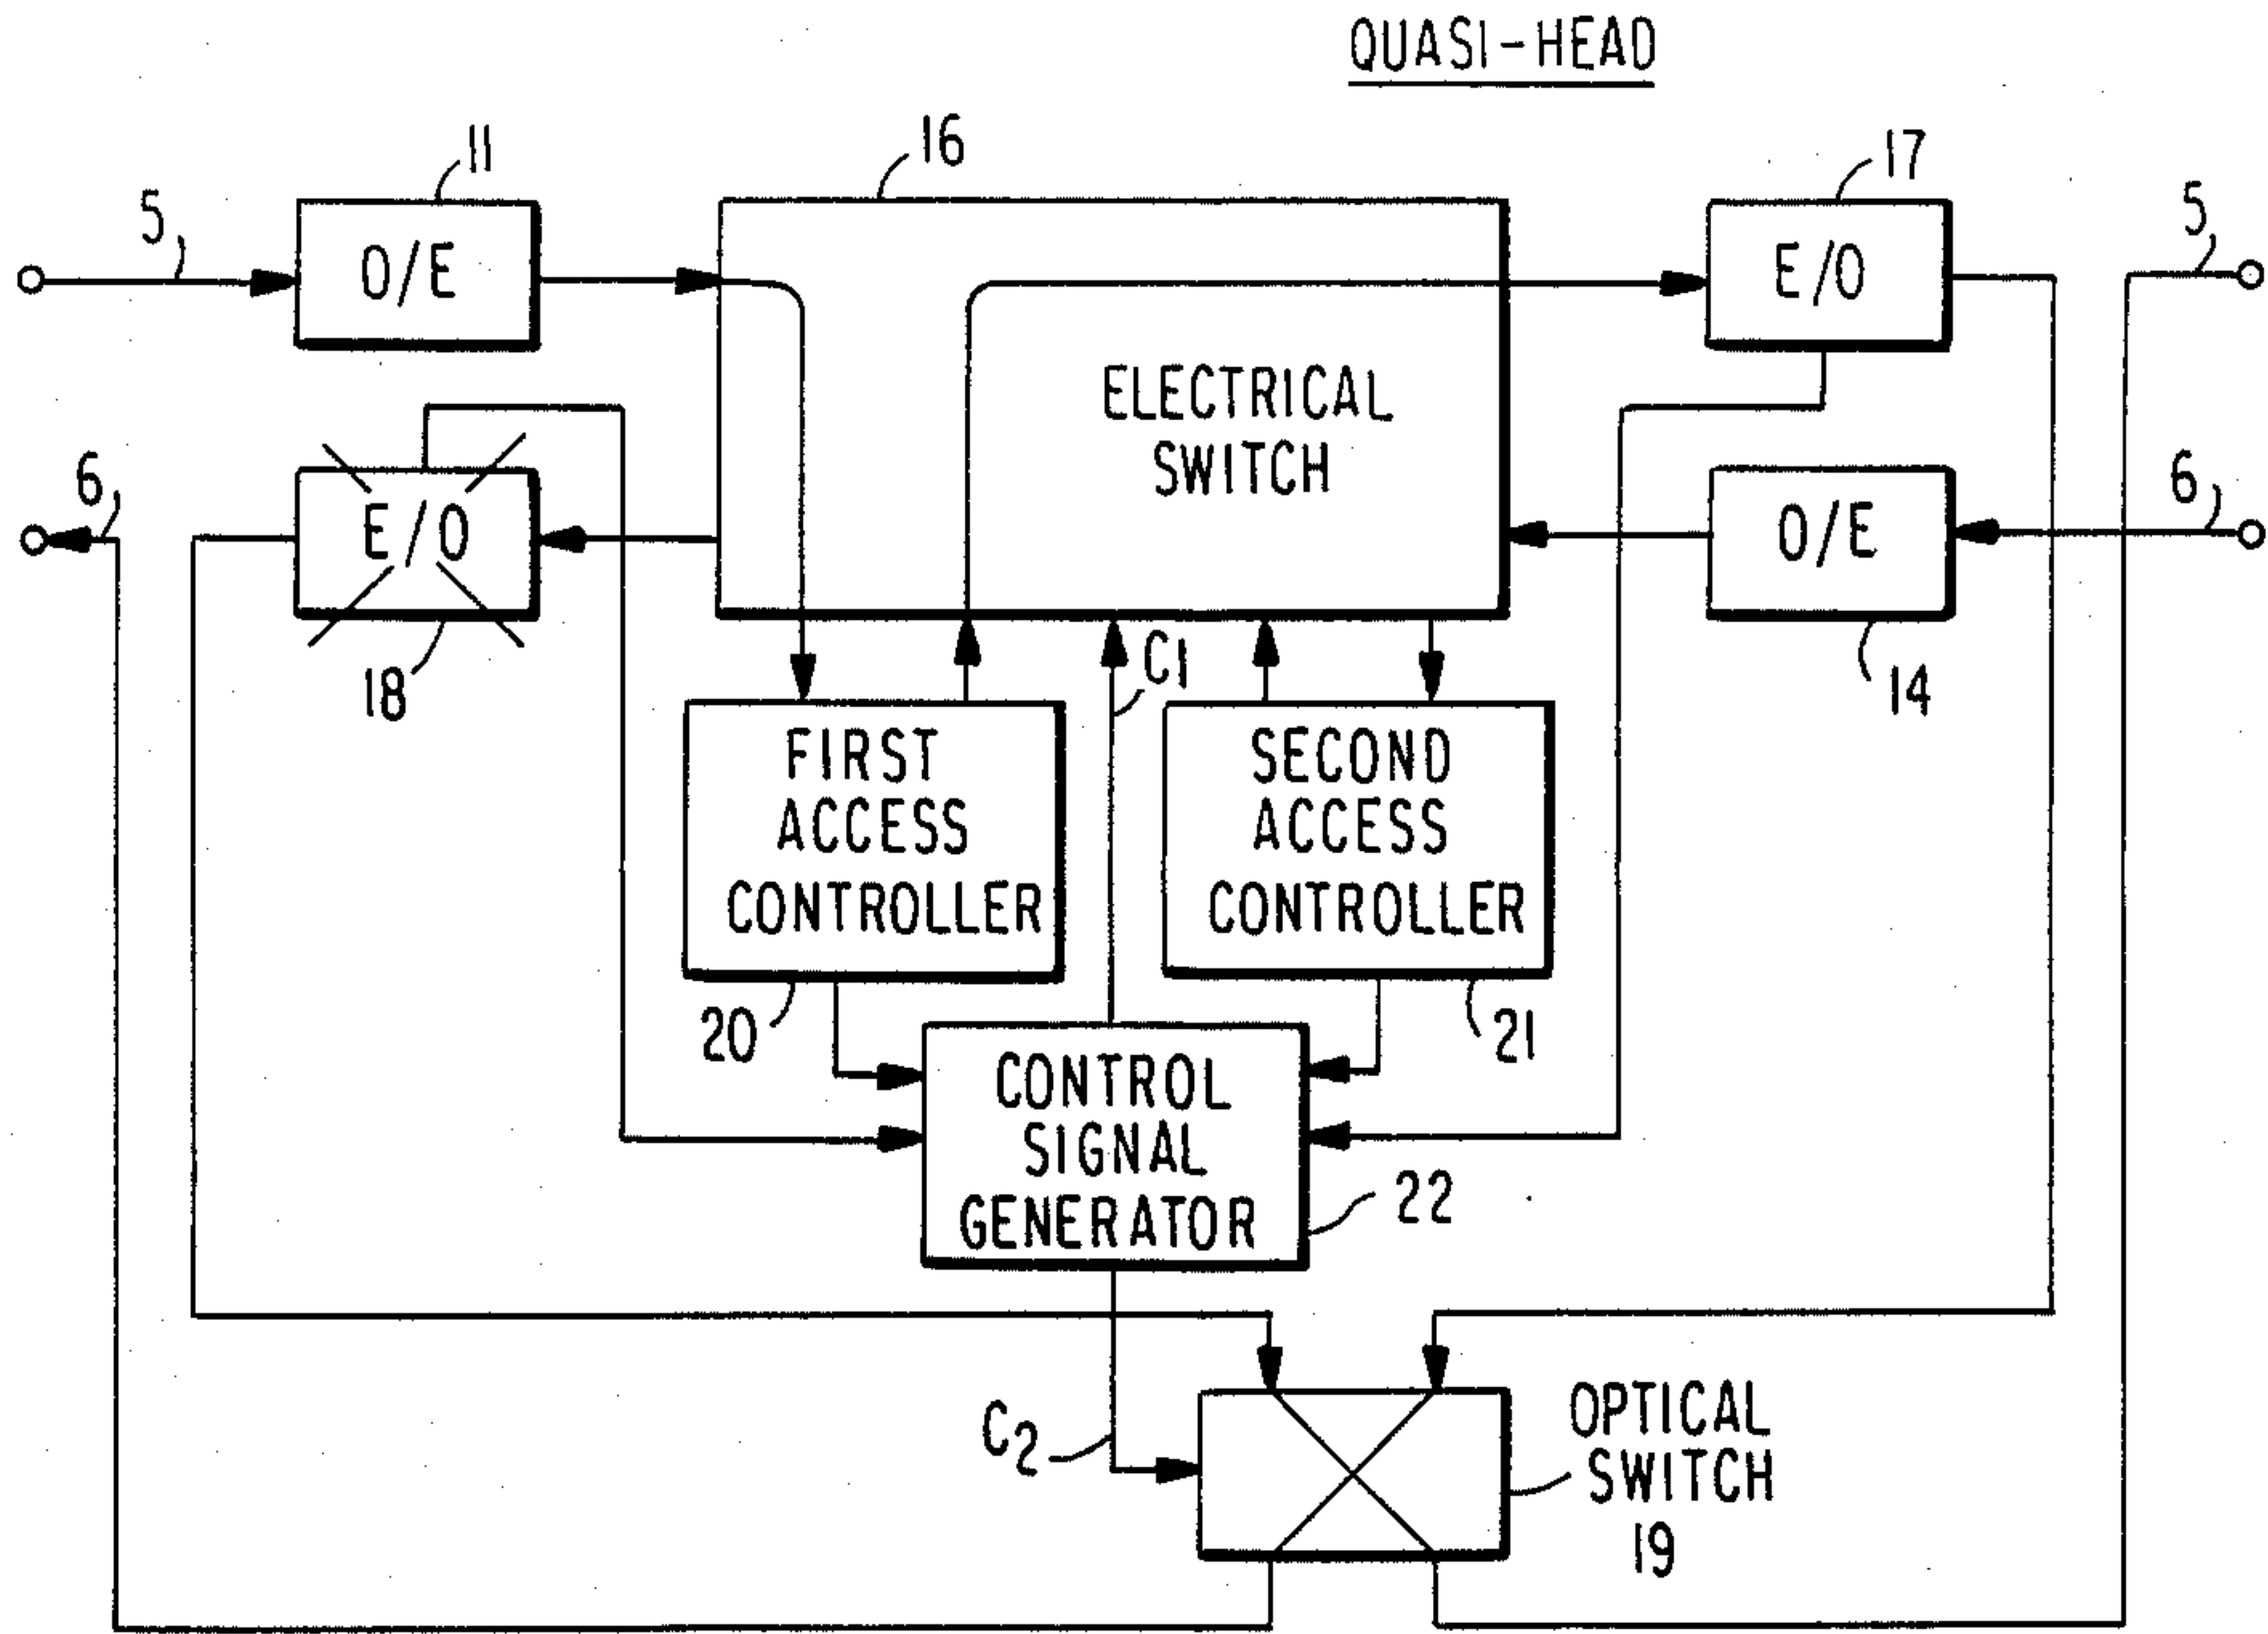 QUASI-HEAD
11
16
17
5
5
O/E
E/O
ELECTRICAL
SWITCH
6
6
E/O
O/E
18
C1
14
FIRST
ACCESS
CONTROLLER
SECOND
ACCESS
CONTROLLER
20
21
CONTROL
SIGNAL
GENERATOR
22
C2
OPTICAL
SWITCH
19